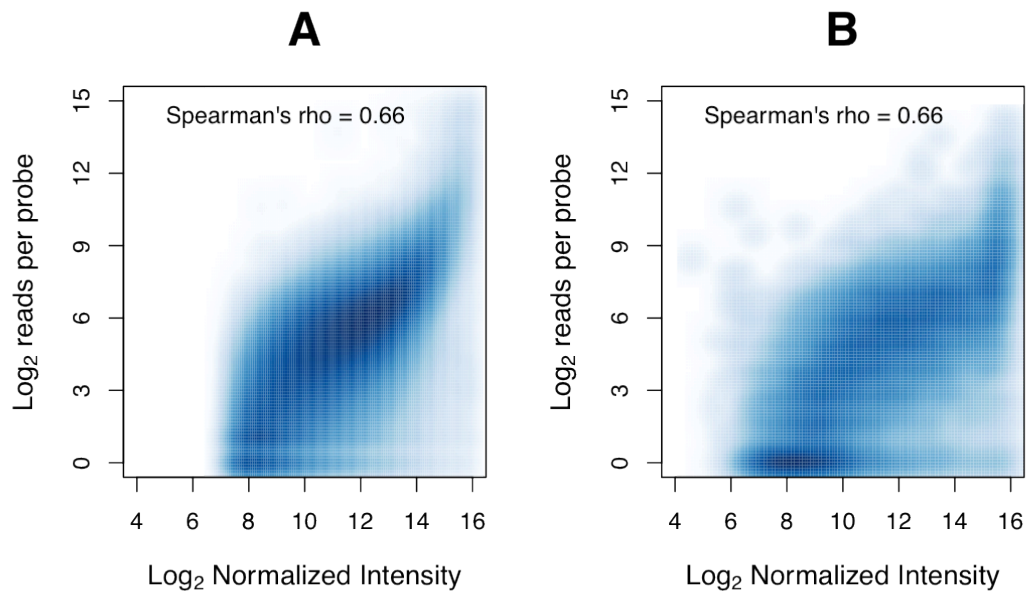 A
B
Spearman's rho = 0.66
Spearman's rho = 0.66
Log₂ reads per probe
15
12
9
6
3
0
4 6 8 10 12 14 16
Log₂ Normalized Intensity
Log₂ reads per probe
15
12
9
6
3
0
4 6 8 10 12 14 16
Log₂ Normalized Intensity